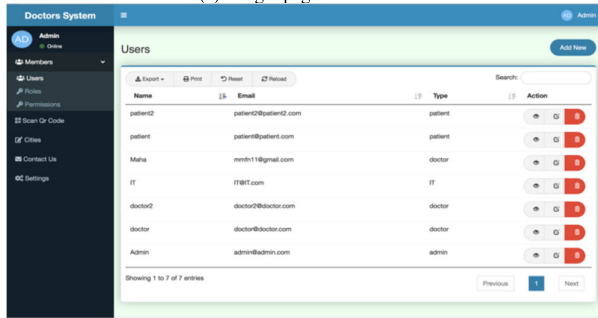 Doctors System
AD Admin
AD Admin
Online
Members
Users
Roles
Permissions
Scan Qr Code
Cities
Contact Us
Settings
Users
Add New
Export Print Reset Reload Search:
Name Email Type Action
patient2 patient2@patient2.com patient
patient patient@patient.com patient
Maha mmfn11@gmail.com doctor
IT IT@IT.com IT
doctor2 doctor2@doctor.com doctor
doctor doctor@doctor.com doctor
Admin admin@admin.com admin
Showing 1 to 7 of 7 entries
Previous 1 Next